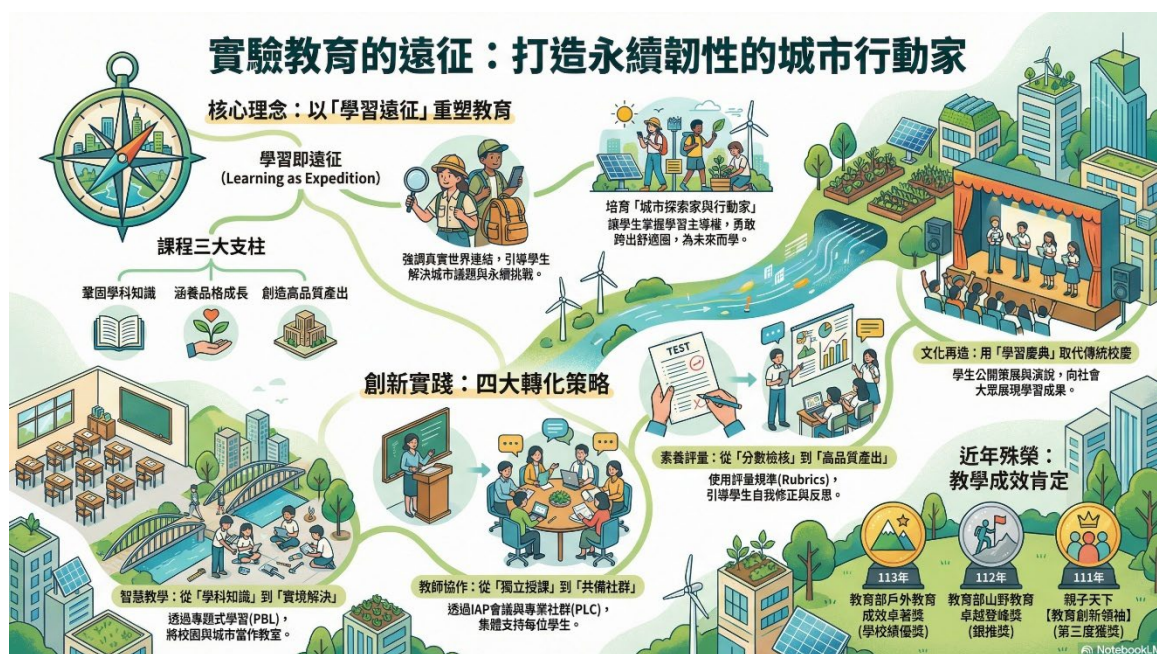 實驗教育的遠征：打造永續韌性的城市行動家
核心理念：以「學習遠征」重塑教育
學習即遠征
(Learning as Expedition)
強調真實世界連結，引導學生
解決城市議題與永續挑戰。
培育「城市探索家與行動家」
讓學生掌握學習主導權，勇敢
跨出舒適圈，為未來而學。
課程三大支柱
鞏固學科知識
涵養品格成長
創造高品質產出
創新實踐：四大轉化策略
智慧教學：從「學科知識」到「實境解決」
透過專題式學習(PBL)，
將校園與城市當作教室。
教師協作：從「獨立授課」到「共備社群」
透過IAP會議與專業社群(PLC)，
集體支持每位學生。
TEST
素養評量：從「分數檢核」到「高品質產出」
使用評量規準(Rubrics)，
引導學生自我修正與反思。
文化再造：用「學習慶典」取代傳統校慶
學生公開策展與演說，向社會
大眾展現學習成果。
近年殊榮：
教學成效肯定
113年
教育部戶外教育
成效卓著獎
(學校績優獎)
112年
教育部山野教育
卓越登峰獎
(銀推獎)
111年
親子天下
【教育創新領袖】
(第三度獲獎)
NotebookLM